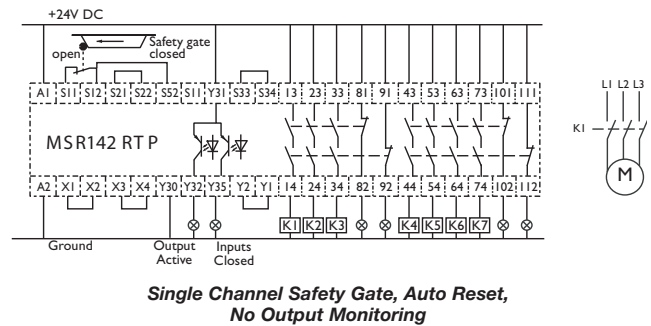 +24V DC
Safety gate
closed
open
A1 S11 S12 S21 S22 S52 S11 Y31 S33 S34 13 23 33 81 91 43 53 63 73 101 111
MSR142 RTP
A2 X1 X2 X3 X4 Y30 Y32 Y35 Y2 Y1 14 24 34 82 92 44 54 64 74 102 112
K1 K2 K3 K4 K5 K6 K7
Ground
Output
Active
Inputs
Closed
L1 L2 L3
K1
M
Single Channel Safety Gate, Auto Reset,
No Output Monitoring